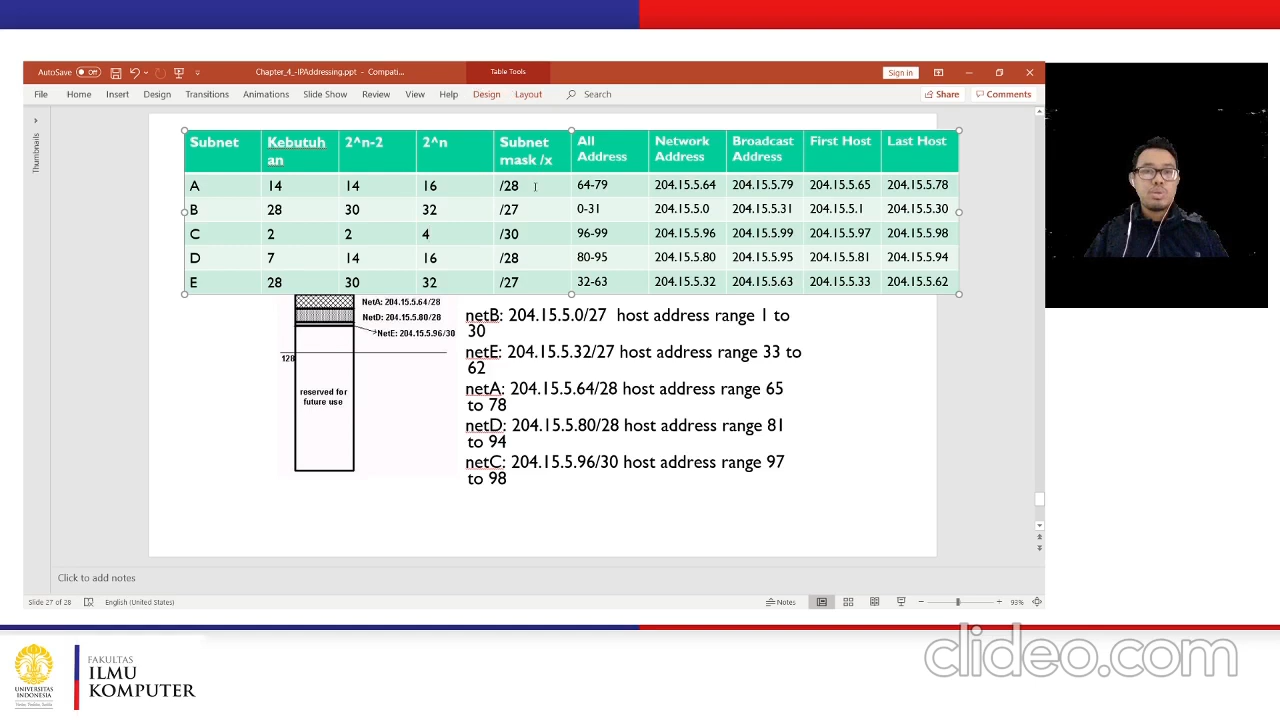 AutoSave Off Chapter_4_-IPAddressing.ppt - Compati... Table Tools Sign in
File Home Insert Design Transitions Animations Slide Show Review View Help Design Layout Search Share Comments
Thumbnails
Subnet Kebutuhan 2^n-2 2^n Subnet mask /x All Address Network Address Broadcast Address First Host Last Host
A 14 14 16 /28 64-79 204.15.5.64 204.15.5.79 204.15.5.65 204.15.5.78
B 28 30 32 /27 0-31 204.15.5.0 204.15.5.31 204.15.5.1 204.15.5.30
C 2 2 4 /30 96-99 204.15.5.96 204.15.5.99 204.15.5.97 204.15.5.98
D 7 14 16 /28 80-95 204.15.5.80 204.15.5.95 204.15.5.81 204.15.5.94
E 28 30 32 /27 32-63 204.15.5.32 204.15.5.63 204.15.5.33 204.15.5.62
NetA: 204.15.5.64/28
NetD: 204.15.5.80/28
NetE: 204.15.5.96/30
128
reserved for
future use
netB: 204.15.5.0/27 host address range 1 to
30
netE: 204.15.5.32/27 host address range 33 to
62
netA: 204.15.5.64/28 host address range 65
to 78
netD: 204.15.5.80/28 host address range 81
to 94
netC: 204.15.5.96/30 host address range 97
to 98
Click to add notes
Slide 27 of 28 English (United States) Notes 93%
UNIVERSITAS
INDONESIA
FAKULTAS
ILMU
KOMPUTER
clideo.com